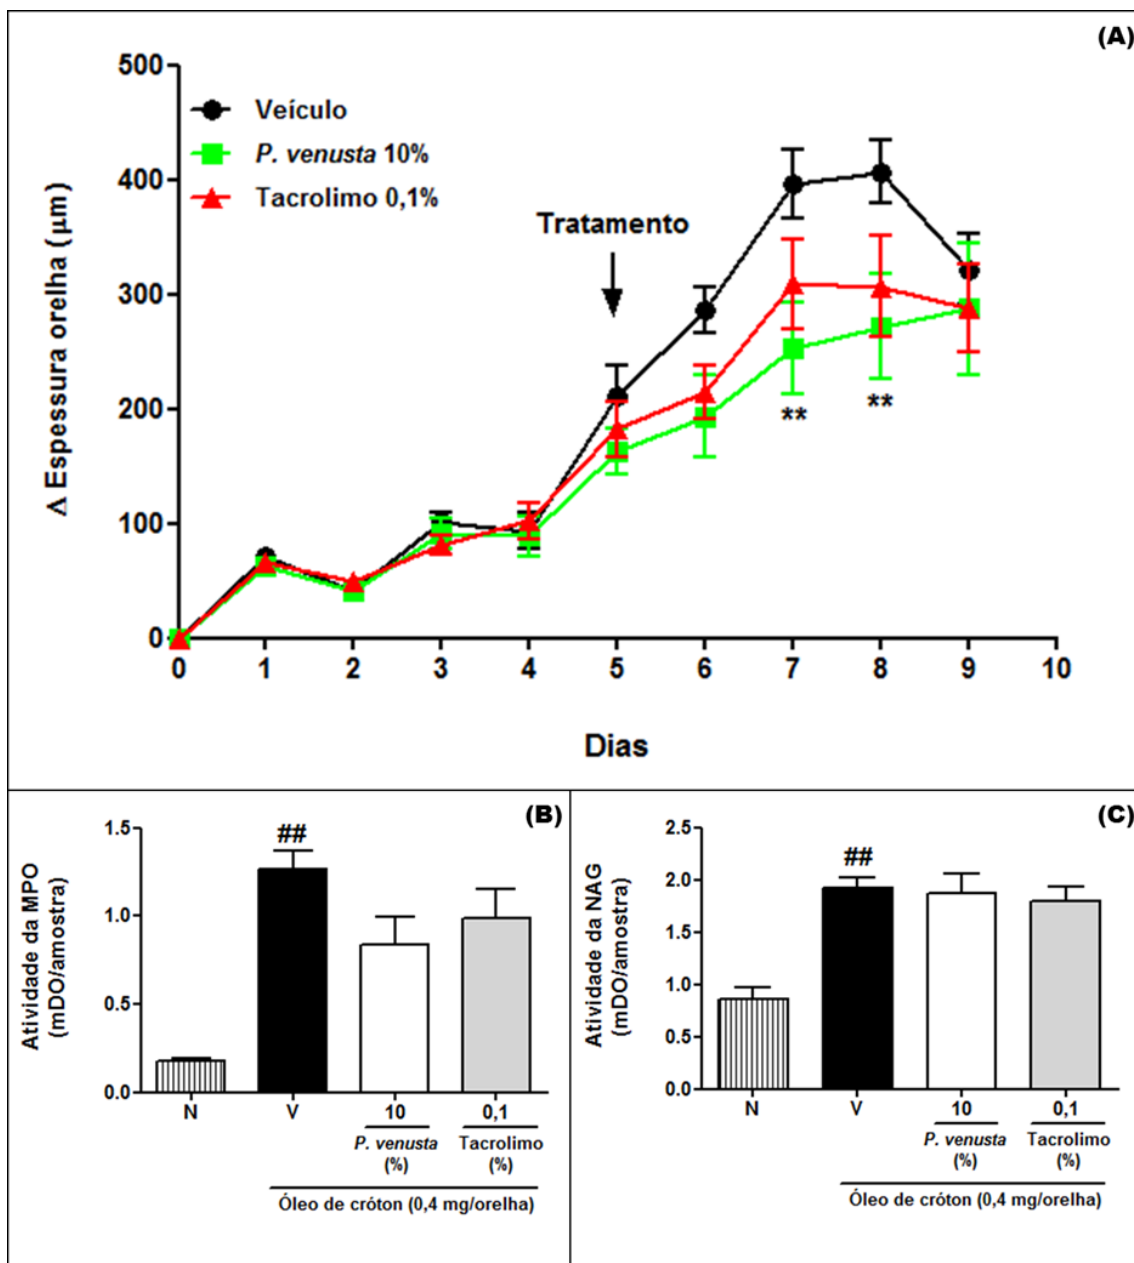 (A)
500
400
300
200
100
0
Δ Espessura orelha (μm)
Veículo
P. venusta 10%
Tacrolimo 0,1%
Tratamento
**
**
0 1 2 3 4 5 6 7 8 9 10
Dias
(B)
1.5
1.0
0.5
0.0
Atividade da MPO
(mDO/amostra)
##
N V 10 0,1
P. venusta Tacrolimo
(%) (%)
Óleo de cróton (0,4 mg/orelha)
(C)
2.5
2.0
1.5
1.0
0.5
0.0
Atividade da NAG
(mDO/amostra)
##
N V 10 0,1
P. venusta Tacrolimo
(%) (%)
Óleo de cróton (0,4 mg/orelha)